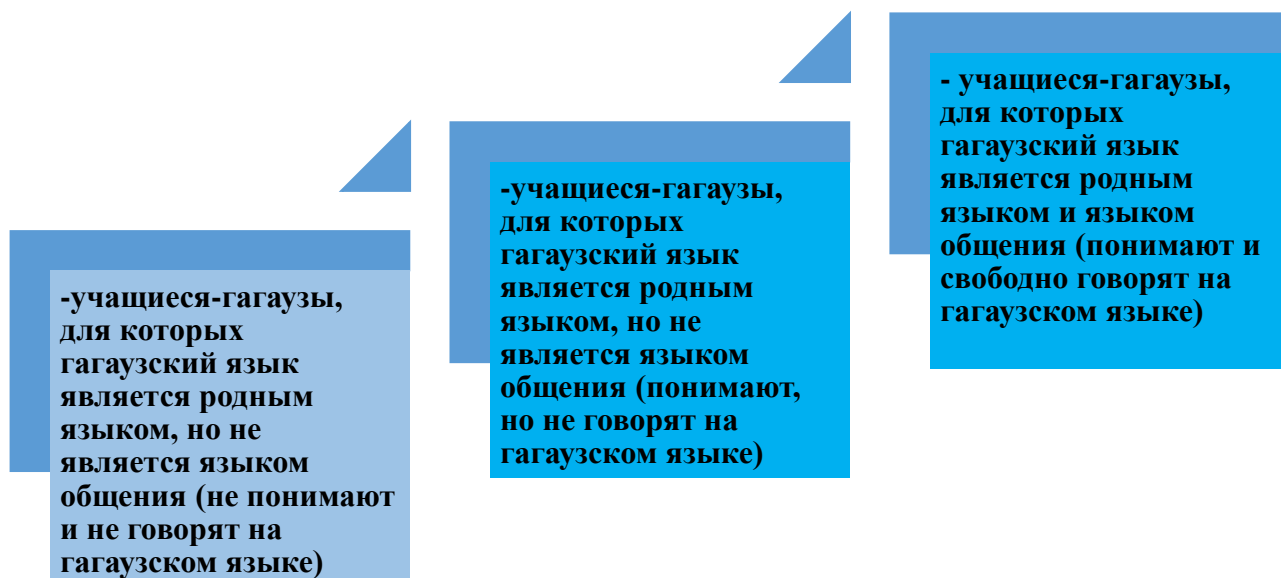 -учащиеся-гагаузы,
для которых
гагаузский язык
является родным
языком, но не
является языком
общения (не понимают
и не говорят на
гагаузском языке)
-учащиеся-гагаузы,
для которых
гагаузский язык
является родным
языком, но не
является языком
общения (понимают,
но не говорят на
гагаузском языке)
- учащиеся-гагаузы,
для которых
гагаузский язык
является родным
языком и языком
общения (понимают и
свободно говорят на
гагаузском языке)